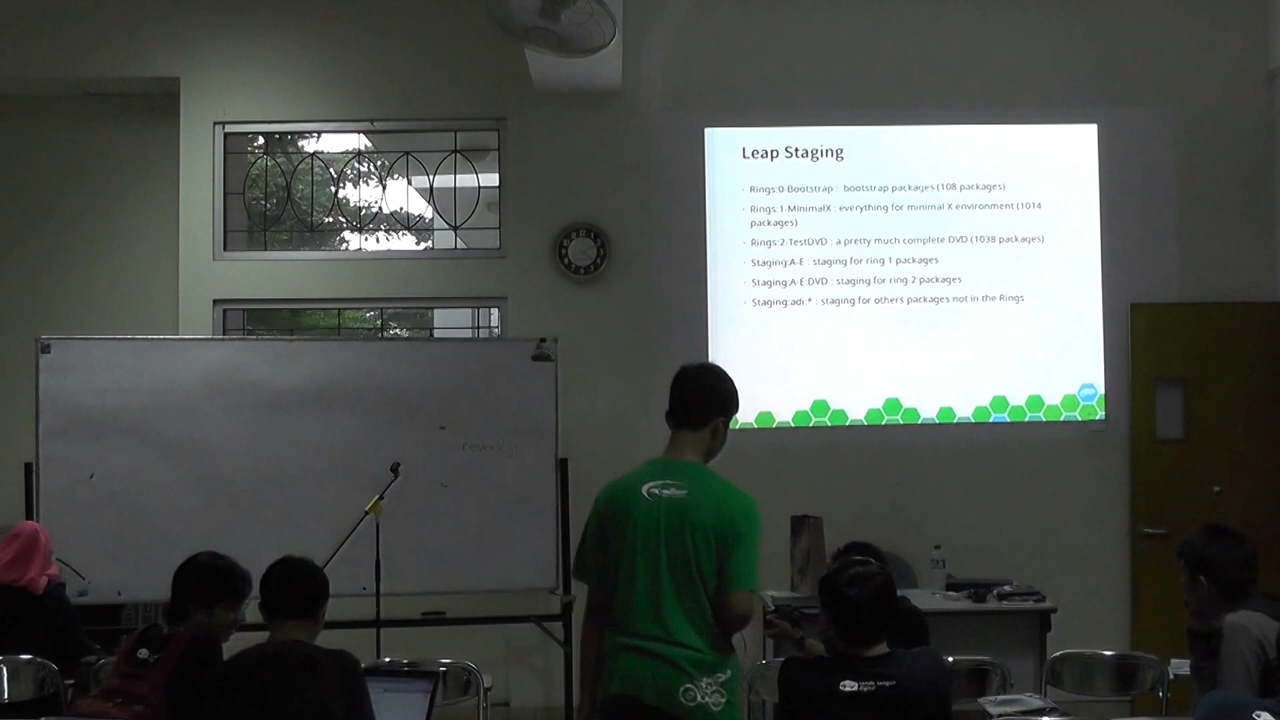 Leap Staging
· Rings:0-Bootstrap : bootstrap packages (108 packages)
· Rings:1-MinimalX : everything for minimal X environment (1014
packages)
· Rings:2-TestDVD : a pretty much complete DVD (1038 packages)
· Staging:A-E : staging for ring 1 packages
· Staging:A-E:DVD : staging for ring 2 packages
· Staging:adi:* : staging for others packages not in the Rings
digital